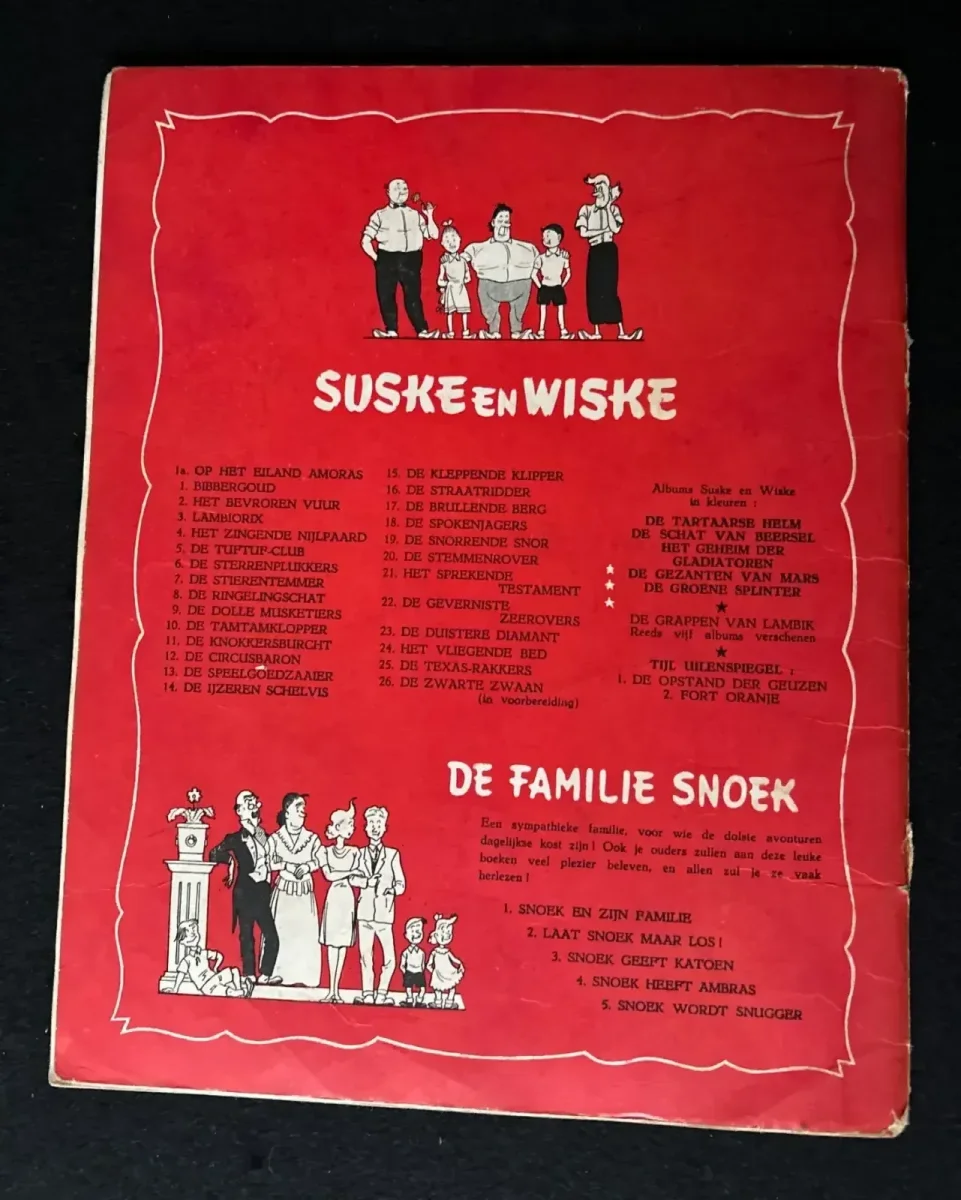 SUSKE EN WISKE
1a. OP HET EILAND AMORAS
1. BIBBERGOUD
2. HET BEVROREN VUUR
3. LAMBIORIX
4. HET ZINGENDE NIJLPAARD
5. DE TUFTUF-CLUB
6. DE STERRENPLUKKERS
7. DE STIERENTEMMER
8. DE RINGELINGSCHAT
9. DE DOLLE MUSKETIERS
10. DE TAMTAMKLOPPER
11. DE KNOKKERSBURCHT
12. DE CIRCUSBARON
13. DE SPEELGOEDZAAIER
14. DE IJZEREN SCHELVIS
15. DE KLEPPENDE KLIPPER
16. DE STRAATRIDDER
17. DE BRULLENDE BERG
18. DE SPOKENJAGERS
19. DE SNORRENDE SNOR
20. DE STEMMENROVER
21. HET SPREKENDE
TESTAMENT
22. DE GEVERNISTE
ZEEROVERS
23. DE DUISTERE DIAMANT
24. HET VLIEGENDE BED
25. DE TEXAS-RAKKERS
26. DE ZWARTE ZWAAN
(in voorbereiding)
Albums Suske en Wiske
in kleuren :
DE TARTAARSE HELM
DE SCHAT VAN BEERSEL
HET GEHEIM DER
GLADIATOREN
DE GEZANTEN VAN MARS
DE GROENE SPLINTER
DE GRAPPEN VAN LAMBIK
Reeds vijf albums verschenen
TIJL UILENSPIEGEL :
1. DE OPSTAND DER GEUZEN
2. FORT ORANJE
DE FAMILIE SNOEK
Een sympathieke familie, voor wie de dolste avonturen
dagelijkse kost zijn ! Ook je ouders zullen aan deze leuke
boeken veel plezier beleven, en allen zul je ze vaak
herlezen !
1. SNOEK EN ZIJN FAMILIE
2. LAAT SNOEK MAAR LOS !
3. SNOEK GEEFT KATOEN
4. SNOEK HEEFT AMBRAS
5. SNOEK WORDT SNUGGER